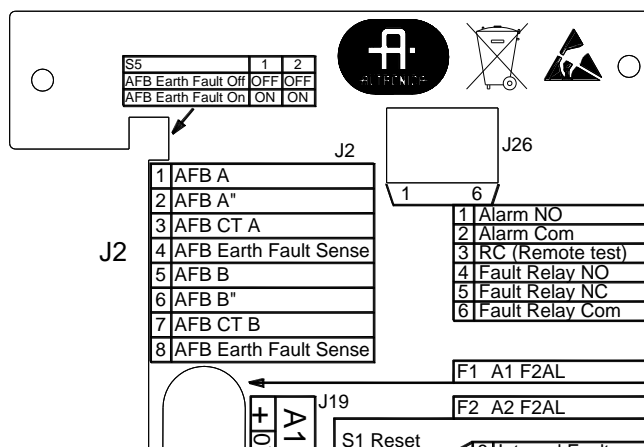 S5 1 2
AFB Earth Fault Off OFF OFF
AFB Earth Fault On ON ON
AUTRONICA
J2
J26
1 6
J2
1 AFB A
2 AFB A"
3 AFB CT A
4 AFB Earth Fault Sense
5 AFB B
6 AFB B"
7 AFB CT B
8 AFB Earth Fault Sense
1 Alarm NO
2 Alarm Com
3 RC (Remote test)
4 Fault Relay NO
5 Fault Relay NC
6 Fault Relay Com
F1 A1 F2AL
F2 A2 F2AL
J19
+ 0
A1
S1 Reset